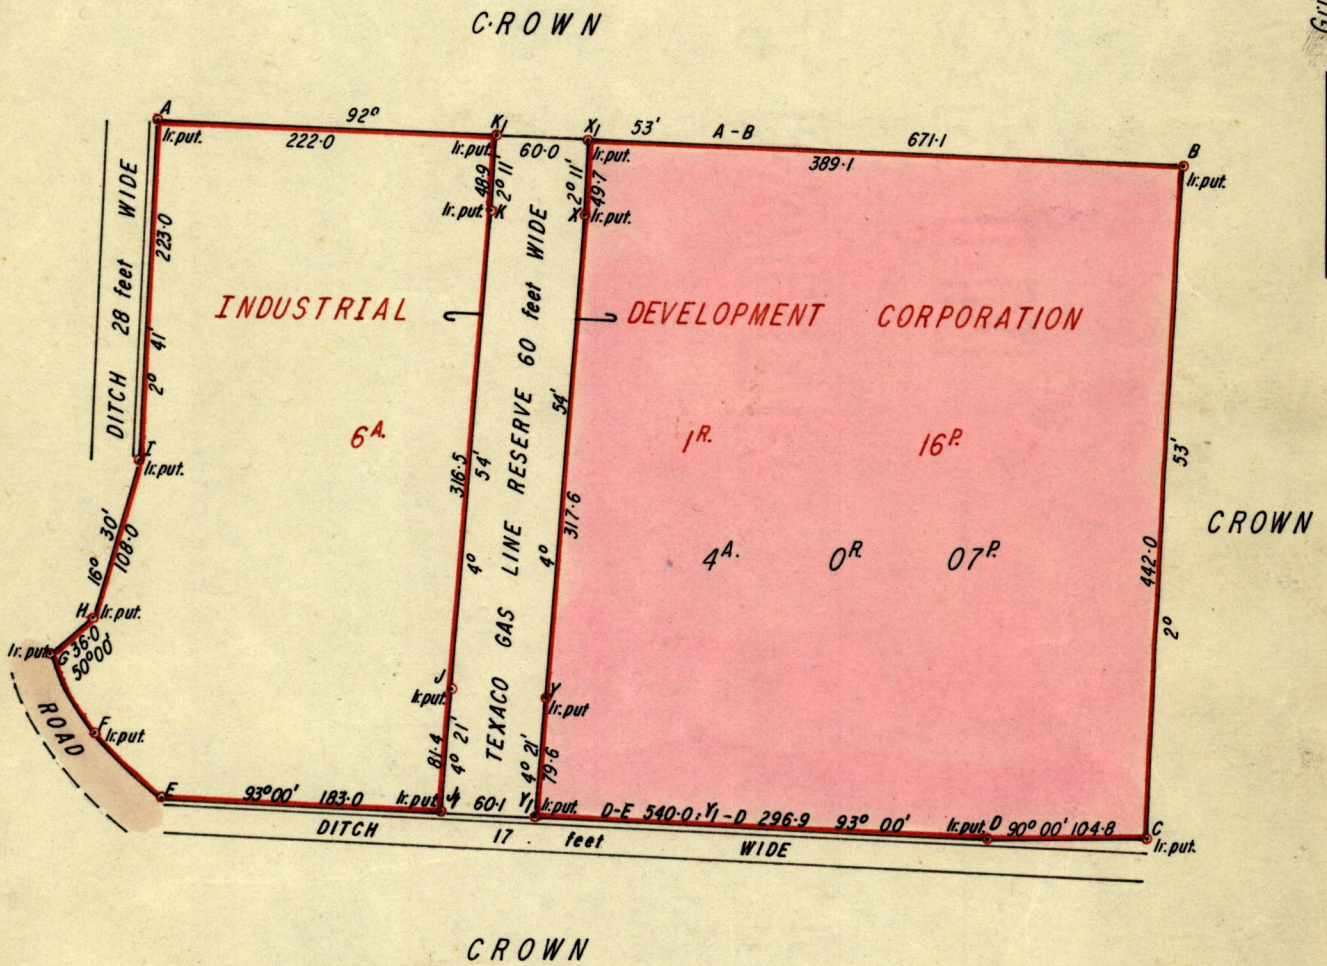 CROWN
Gri
A
92°
K1
X1
53'
A-B
671·1
B
Ir.put.
222·0
Ir.put.
60·0
Ir.put.
389·1
Ir.put.
48·9
2° 11'
2° 11'
49·7
Ir.put.
K
X
Ir.put.
DITCH 28 feet WIDE
223·0
2° 41'
INDUSTRIAL
DEVELOPMENT CORPORATION
TEXACO GAS LINE RESERVE 60 feet WIDE
6A.
1R.
16P.
4A.
0R.
07P.
I
Ir.put.
316·5
4° 54'
317·6
4° 54'
2° 53'
442·0
CROWN
16° 30'
108·0
H
Ir.put.
Ir.put.
G
36·0
50°00'
J
Ir.put.
Y
Ir.put
ROAD
F
Ir.put.
81·4
4° 21'
4° 21'
79·6
E
93°00' 183·0
Ir.put.
J1
60·1
Y1
Ir.put.
D-E 540·0; Y1-D 296·9 93° 00'
Ir.put.
D
90° 00' 104·8
C
Ir.put.
DITCH 17 feet WIDE
CROWN